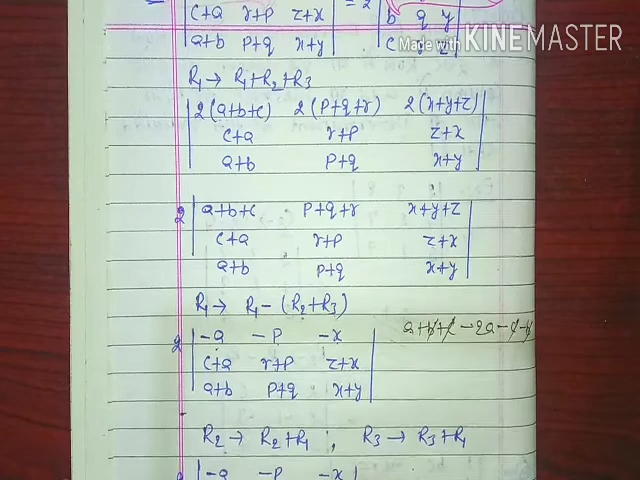 | c+a r+p z+x | = 2 | b q y |
| a+b p+q x+y | | c r z |
Made with KINEMASTER
R₁ → R₁+R₂+R₃
| 2(a+b+c) 2(p+q+r) 2(x+y+z) |
| c+a r+p z+x |
| a+b p+q x+y |
2 | a+b+c p+q+r x+y+z |
| c+a r+p z+x |
| a+b p+q x+y |
R₁ → R₁-(R₂+R₃)
2 | -a -p -x |
| c+a r+p z+x |
| a+b p+q x+y |
R₂ → R₂+R₁ , R₃ → R₃+R₁
2 | -a -p -x |